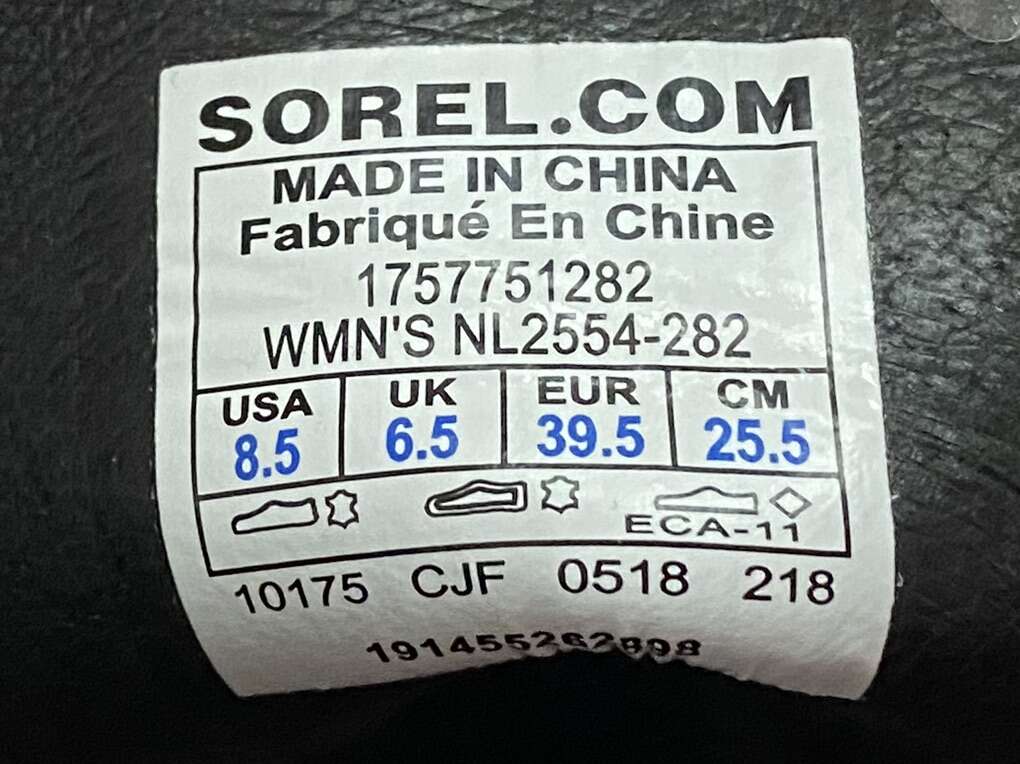 SOREL.COM
MADE IN CHINA
Fabriqué En Chine
1757751282
WMN'S NL2554-282
USA UK EUR CM
8.5 6.5 39.5 25.5
ECA-11
10175 CJF 0518 218
191455262898